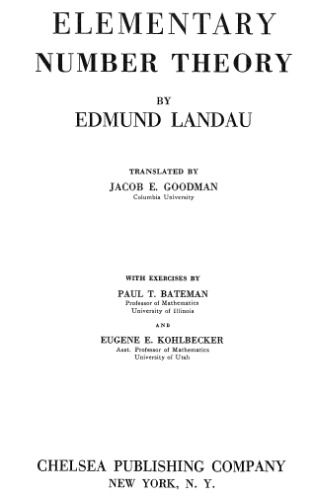 ELEMENTARY
NUMBER THEORY
BY
EDMUND LANDAU
TRANSLATED BY
JACOB E. GOODMAN
Columbia University
WITH EXERCISES BY
PAUL T. BATEMAN
Professor of Mathematics
University of Illinois
AND
EUGENE E. KOHLBECKER
Asst. Professor of Mathematics
University of Utah
CHELSEA PUBLISHING COMPANY
NEW YORK, N. Y.